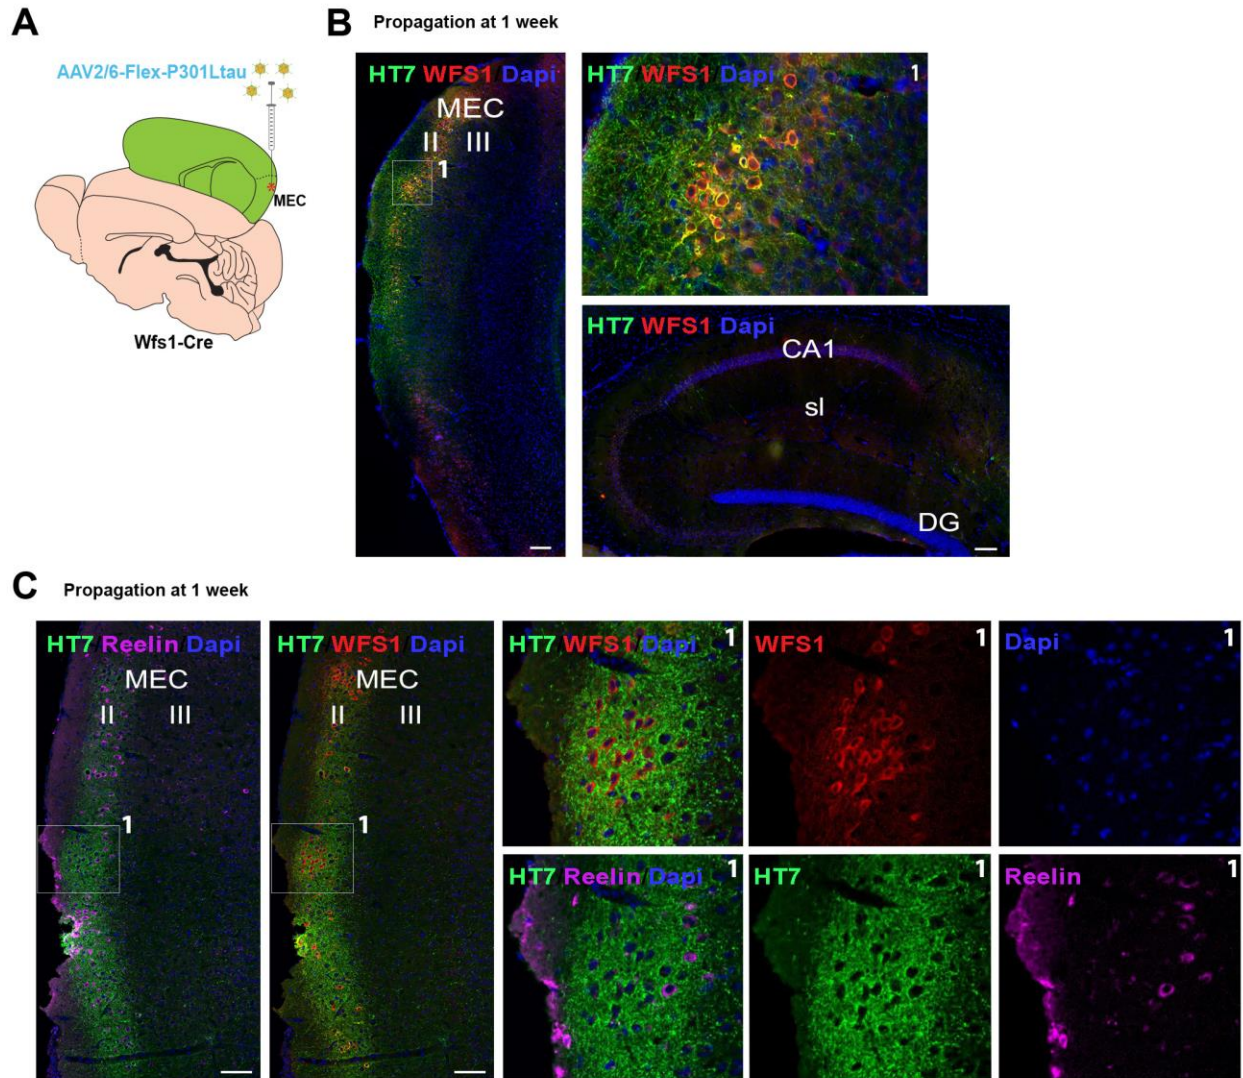 A
AAV2/6-Flex-P301Ltau
MEC
Wfs1-Cre
B Propagation at 1 week
HT7 WFS1 Dapi
MEC
II III
1
HT7 WFS1 Dapi 1
HT7 WFS1 Dapi
CA1
sl
DG
C Propagation at 1 week
HT7 Reelin Dapi
MEC
II III
1
HT7 WFS1 Dapi
MEC
II III
1
HT7 WFS1 Dapi 1
WFS1 1
Dapi 1
HT7 Reelin Dapi 1
HT7 1
Reelin 1